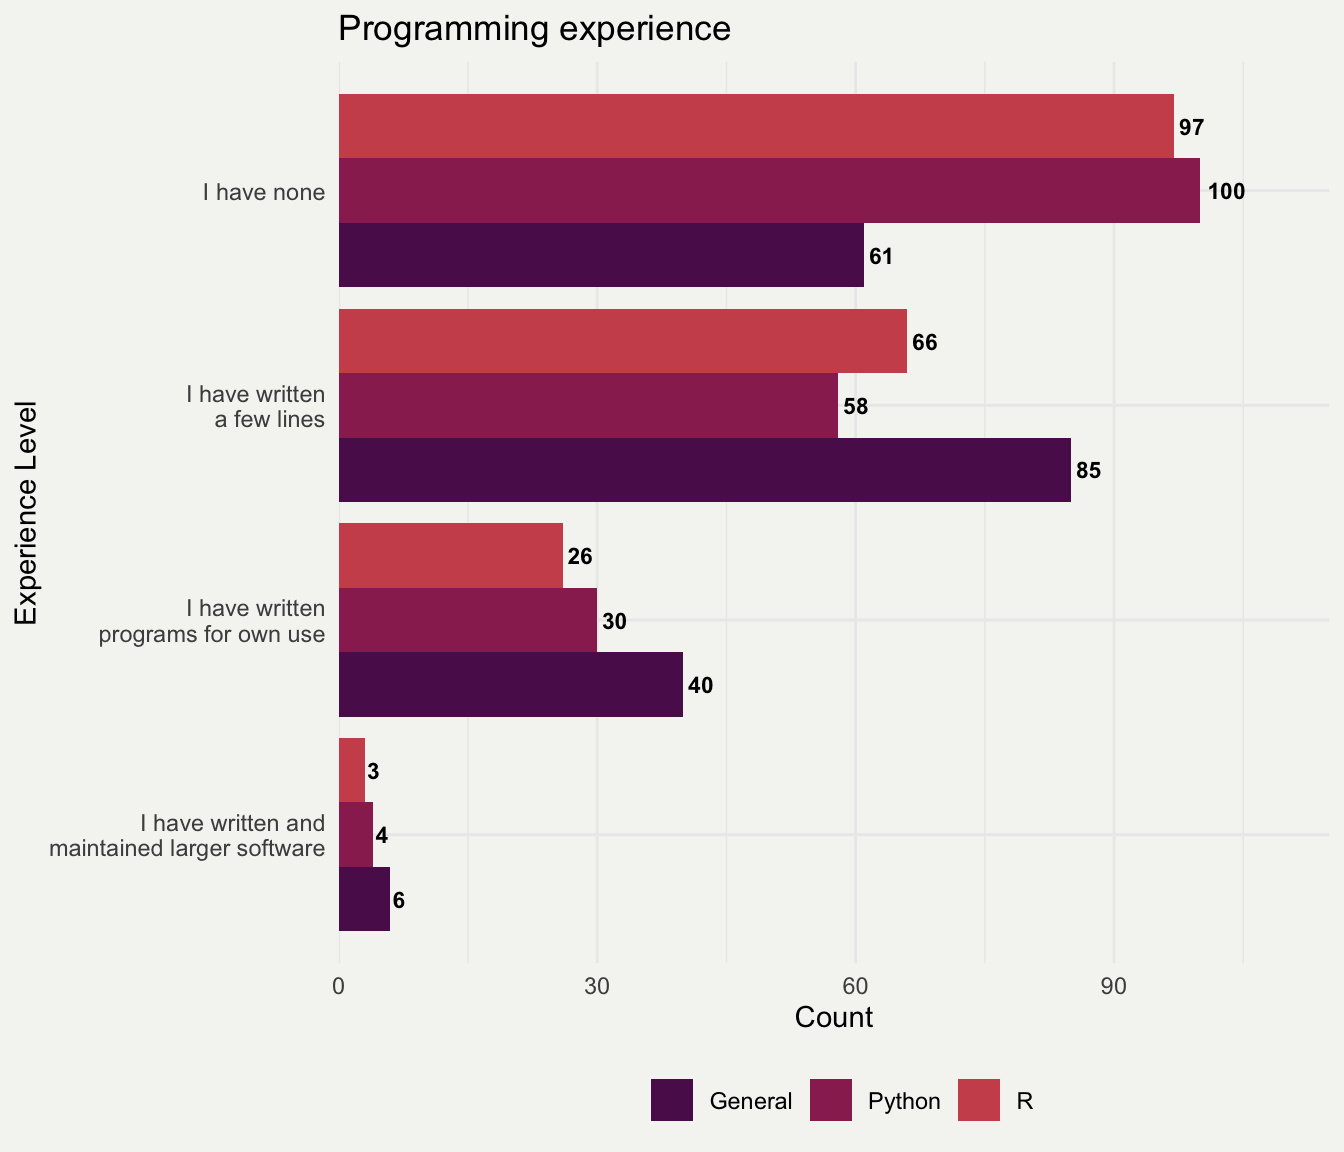 Programming experience
Experience Level
I have none
97
100
61
I have written
a few lines
66
58
85
I have written
programs for own use
26
30
40
I have written and
maintained larger software
3
4
6
0 30 60 90
Count
General Python R